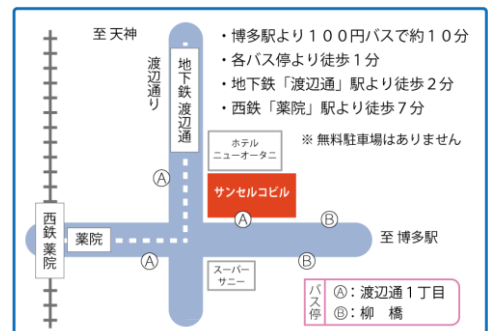 至 天神
・博多駅より１００円バスで約１０分
・各バス停より徒歩１分
・地下鉄「渡辺通」駅より徒歩２分
・西鉄「薬院」駅より徒歩７分
※ 無料駐車場はありません
渡辺通り
地下鉄 渡辺通
ホテル
ニューオータニ
サンセルコビル
Ⓐ
Ⓐ
Ⓑ
西鉄 薬院
薬院
至 博多駅
Ⓐ
Ⓑ
スーパー
サニー
バス停
Ⓐ：渡辺通１丁目
Ⓑ：柳　橋